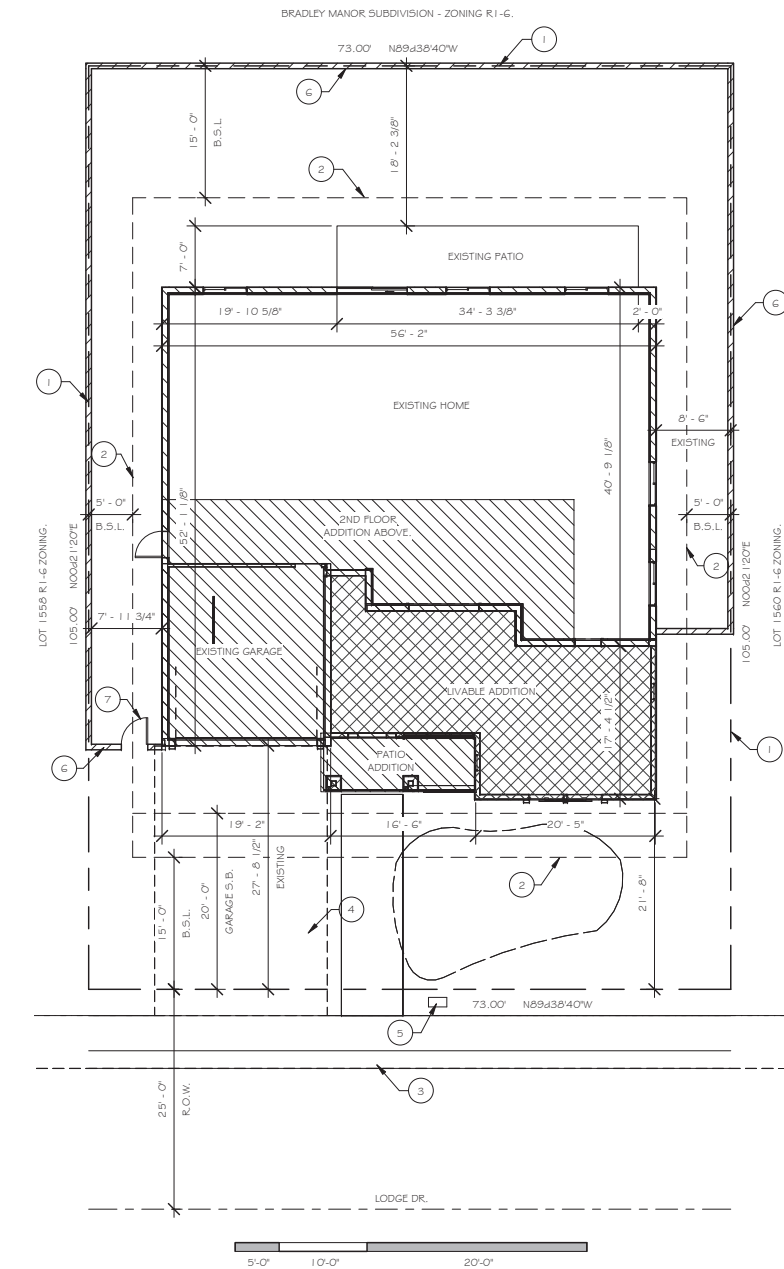 BRADLEY MANOR SUBDIVISION - ZONING R1-6.
73.00' N89d38'40"W
1
6
15' - 0"
B.S.L.
18' - 2 3/8"
2
7' - 0"
EXISTING PATIO
6
19' - 10 5/8"
34' - 3 3/8"
2' - 0"
56' - 2"
1
EXISTING HOME
8' - 6"
EXISTING
2
40' - 9 1/8"
5' - 0"
B.S.L.
5' - 0"
B.S.L.
52' - 11 1/8"
2ND FLOOR
ADDITION ABOVE.
LOT 1558 R1-6 ZONING.
105.00' N00d21'20"E
2
105.00' N00d21'20"E
LOT 1560 R1-6 ZONING.
7' - 11 3/4"
EXISTING GARAGE
LIVABLE ADDITION
17' - 4 1/2"
7
1
6
PATIO
ADDITION
19' - 2"
16' - 6"
20' - 5"
15' - 0"
B.S.L.
20' - 0"
GARAGE S.B.
27' - 8 1/2"
EXISTING
2
21' - 8"
4
73.00' N89d38'40"W
5
3
25' - 0"
R.O.W.
LODGE DR.
5'-0"
10'-0"
20'-0"